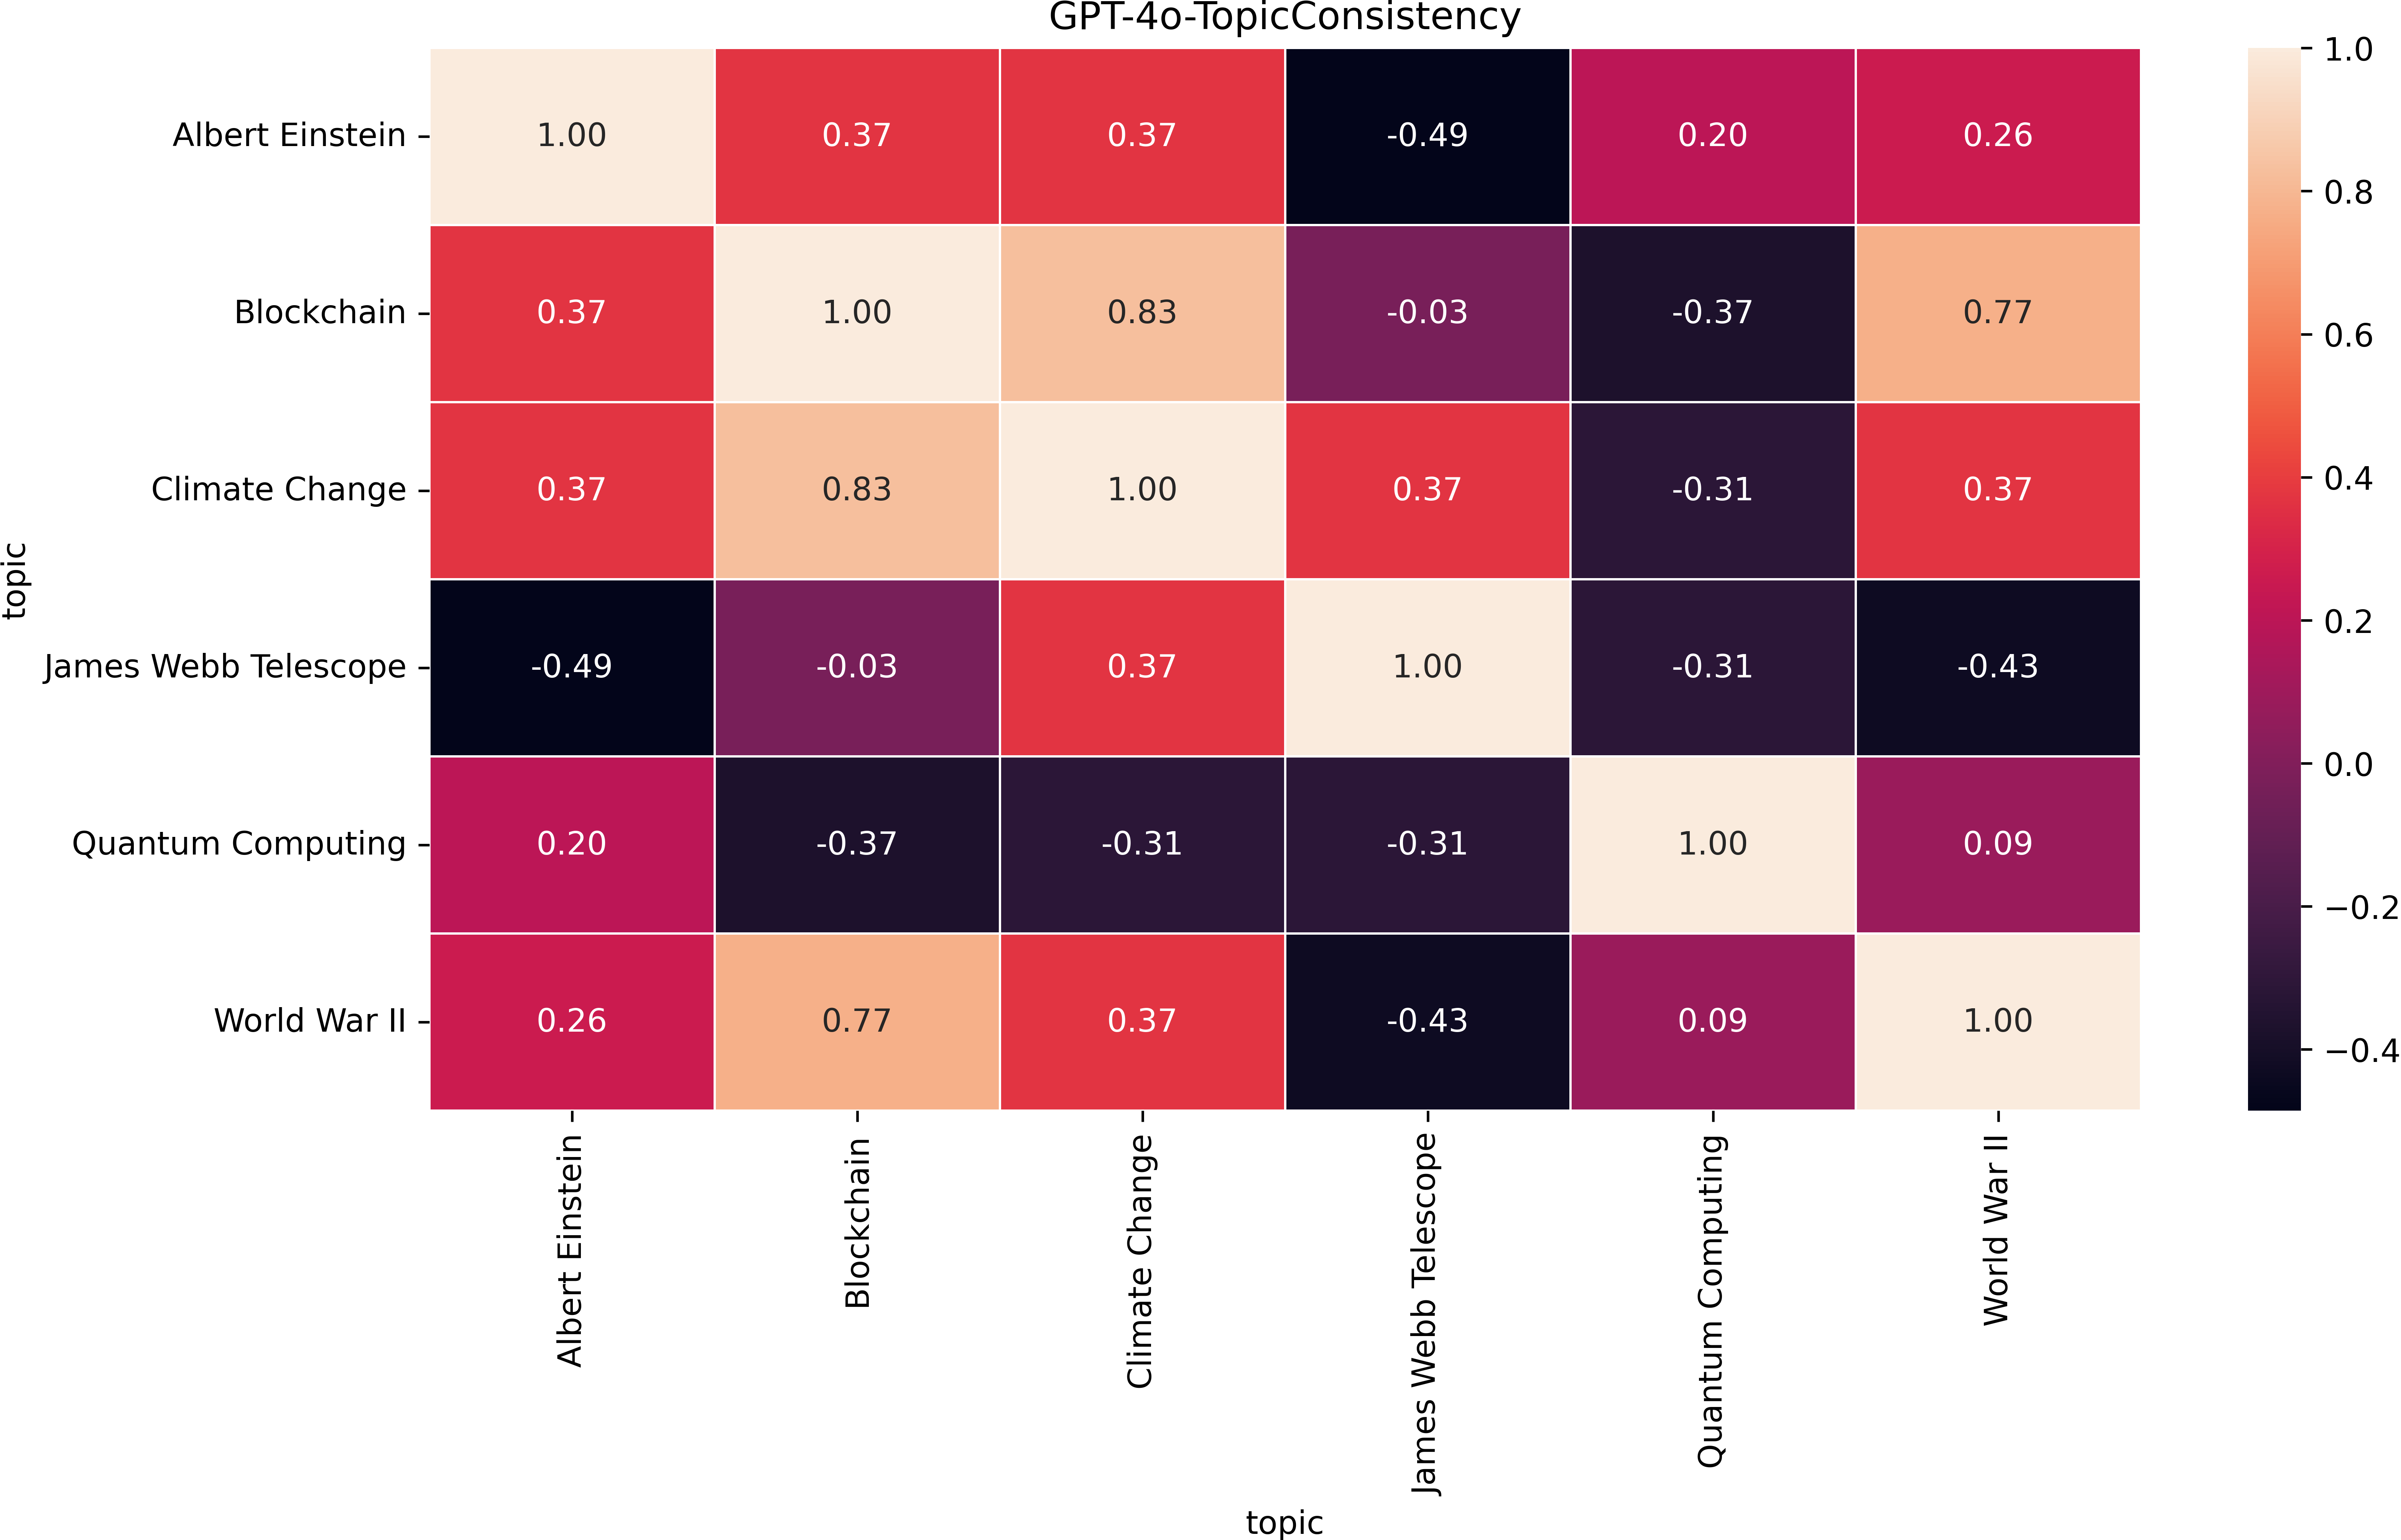 GPT-4o-TopicConsistency
Albert Einstein 1.00 0.37 0.37 -0.49 0.20 0.26
Blockchain 0.37 1.00 0.83 -0.03 -0.37 0.77
Climate Change 0.37 0.83 1.00 0.37 -0.31 0.37
James Webb Telescope -0.49 -0.03 0.37 1.00 -0.31 -0.43
Quantum Computing 0.20 -0.37 -0.31 -0.31 1.00 0.09
World War II 0.26 0.77 0.37 -0.43 0.09 1.00
topic
Albert Einstein
Blockchain
Climate Change
James Webb Telescope
Quantum Computing
World War II
topic
1.0
0.8
0.6
0.4
0.2
0.0
−0.2
−0.4